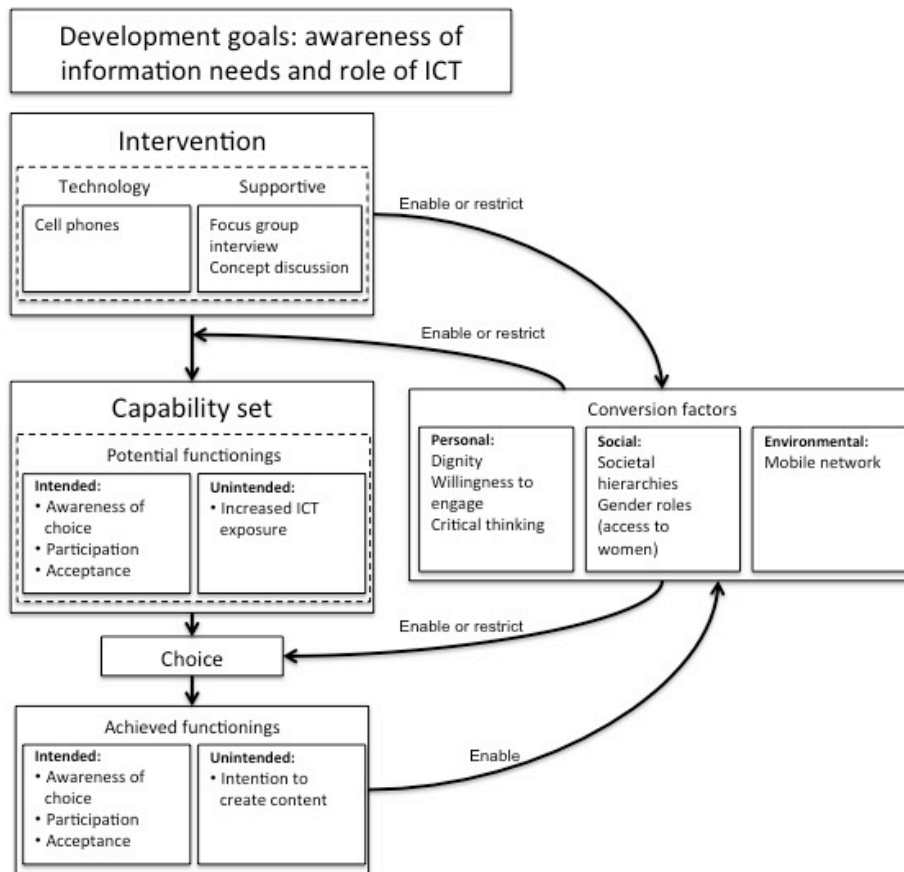 Development goals: awareness of
information needs and role of ICT
Intervention
Technology
Supportive
Cell phones
Focus group
interview
Concept discussion
Enable or restrict
Enable or restrict
Capability set
Potential functionings
Intended:
• Awareness of
choice
• Participation
• Acceptance
Unintended:
• Increased ICT
exposure
Conversion factors
Personal:
Dignity
Willingness to
engage
Critical thinking
Social:
Societal
hierarchies
Gender roles
(access to
women)
Environmental:
Mobile network
Enable or restrict
Choice
Achieved functionings
Intended:
• Awareness of
choice
• Participation
• Acceptance
Unintended:
• Intention to
create content
Enable